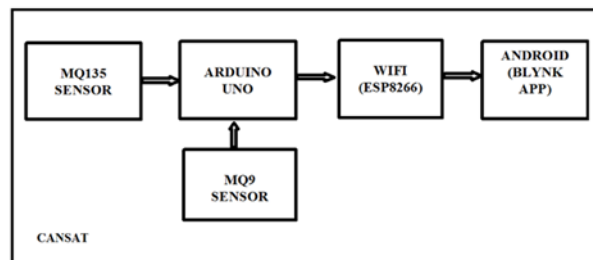 MQ135
SENSOR
ARDUINO
UNO
WIFI
(ESP8266)
ANDROID
(BLYNK
APP)
MQ9
SENSOR
CANSAT